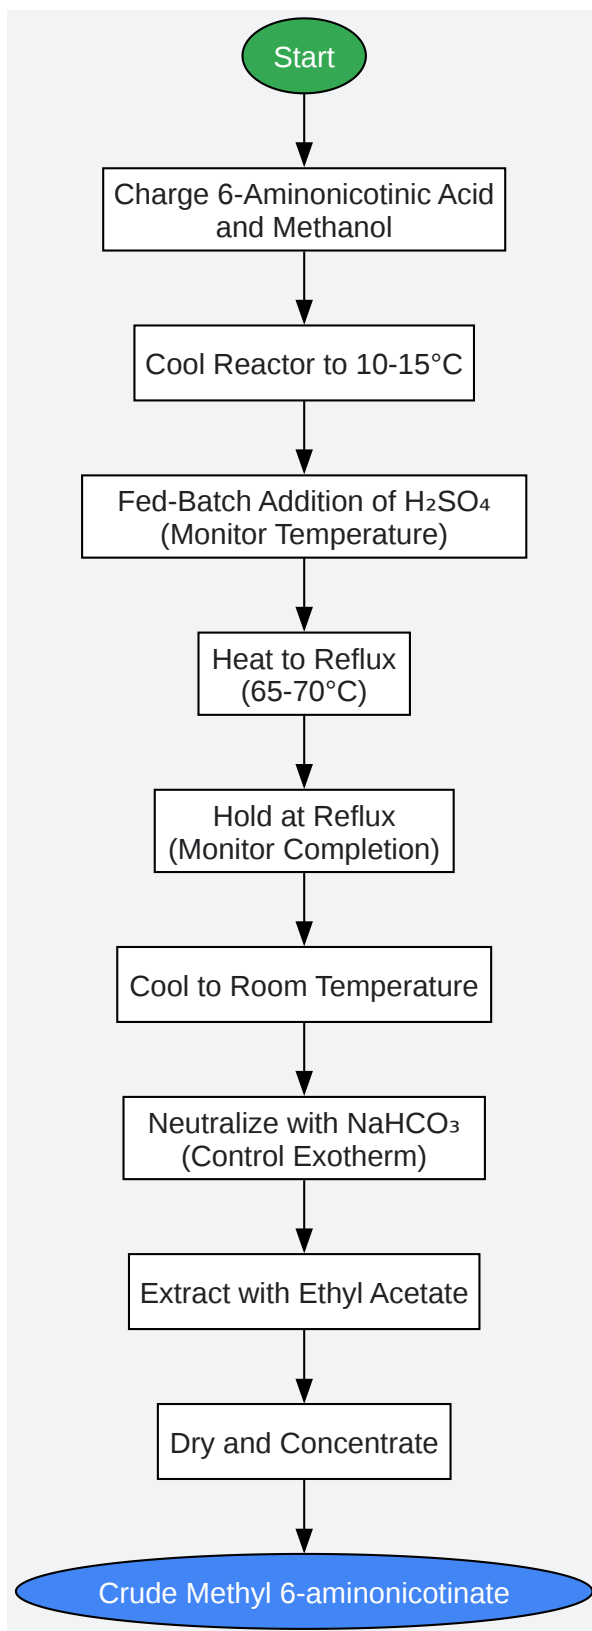 Start
Charge 6-Aminonicotinic Acid
and Methanol
Cool Reactor to 10-15°C
Fed-Batch Addition of H₂SO₄
(Monitor Temperature)
Heat to Reflux
(65-70°C)
Hold at Reflux
(Monitor Completion)
Cool to Room Temperature
Neutralize with NaHCO₃
(Control Exotherm)
Extract with Ethyl Acetate
Dry and Concentrate
Crude Methyl 6-aminonicotinate